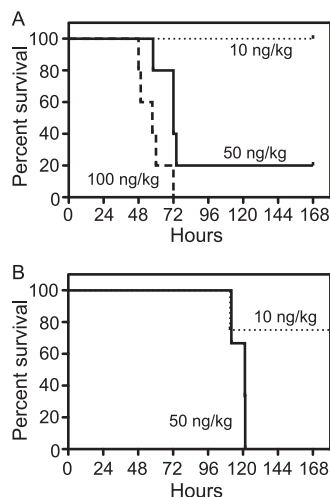 A
Percent survival
100
80
60
40
20
0
10 ng/kg
50 ng/kg
100 ng/kg
0 24 48 72 96 120 144 168
Hours
B
Percent survival
100
80
60
40
20
0
10 ng/kg
50 ng/kg
0 24 48 72 96 120 144 168
Hours